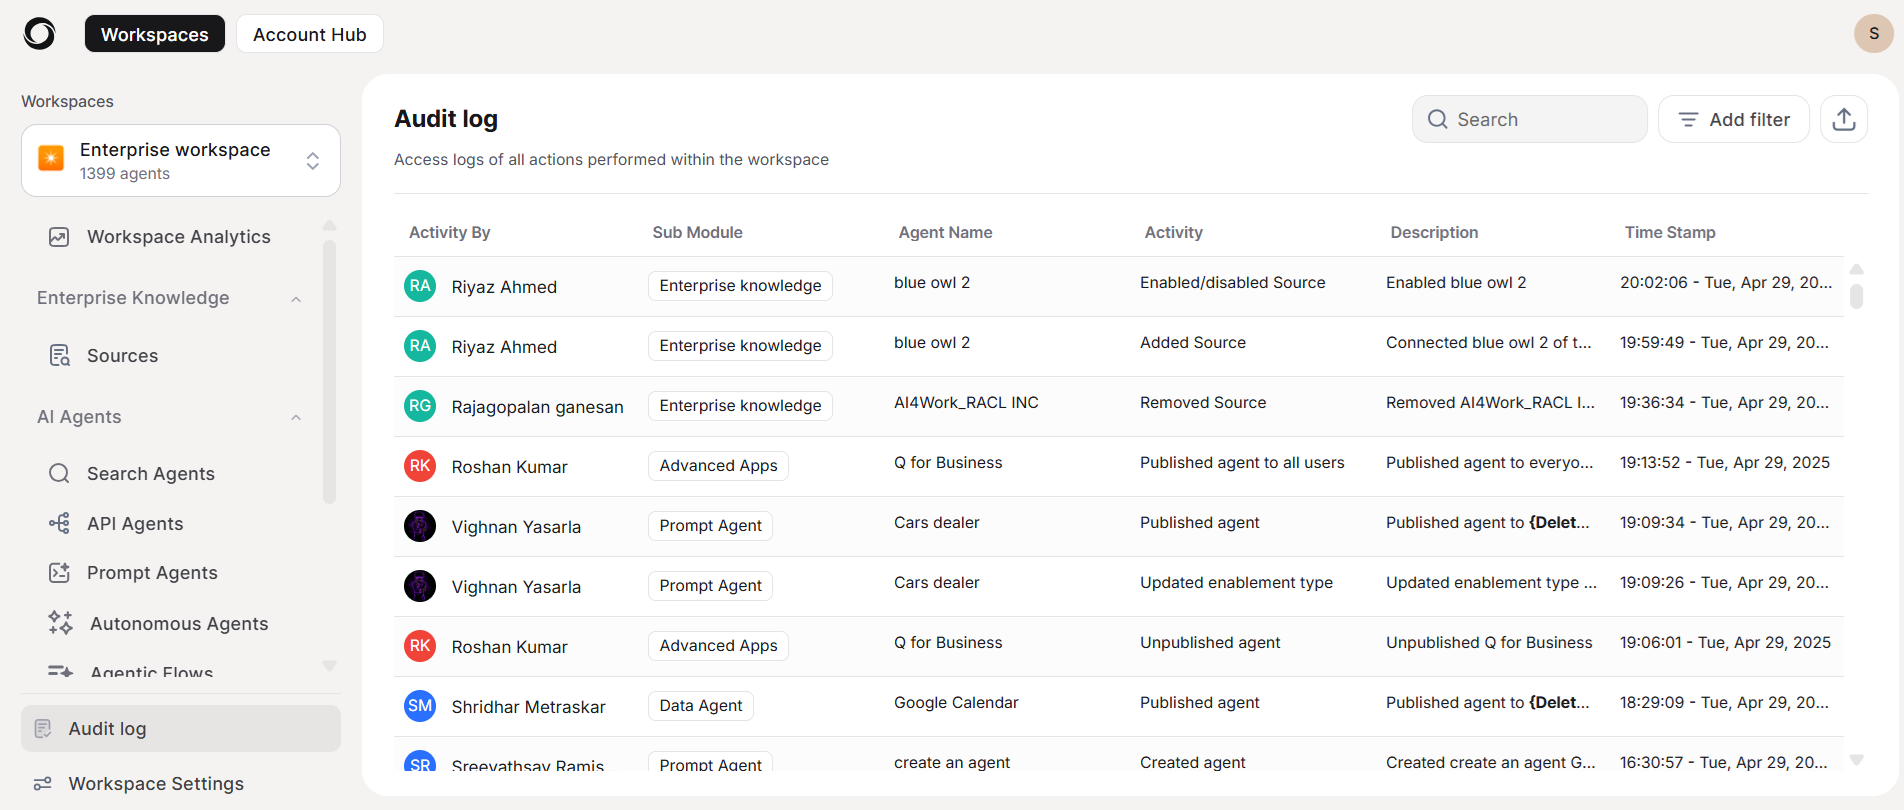 Workspaces
Account Hub
S
Workspaces
Enterprise workspace
1399 agents
Workspace Analytics
Enterprise Knowledge
Sources
AI Agents
Search Agents
API Agents
Prompt Agents
Autonomous Agents
Agentic Flows
Audit log
Workspace Settings
Audit log
Access logs of all actions performed within the workspace
Search
Add filter
Activity By Sub Module Agent Name Activity Description Time Stamp
RA Riyaz Ahmed Enterprise knowledge blue owl 2 Enabled/disabled Source Enabled blue owl 2 20:02:06 - Tue, Apr 29, 20...
RA Riyaz Ahmed Enterprise knowledge blue owl 2 Added Source Connected blue owl 2 of t... 19:59:49 - Tue, Apr 29, 20...
RG Rajagopalan ganesan Enterprise knowledge AI4Work_RACL INC Removed Source Removed AI4Work_RACL I... 19:36:34 - Tue, Apr 29, 20...
RK Roshan Kumar Advanced Apps Q for Business Published agent to all users Published agent to everyo... 19:13:52 - Tue, Apr 29, 2025
Vighnan Yasarla Prompt Agent Cars dealer Published agent Published agent to {Delet... 19:09:34 - Tue, Apr 29, 20...
Vighnan Yasarla Prompt Agent Cars dealer Updated enablement type Updated enablement type ... 19:09:26 - Tue, Apr 29, 20...
RK Roshan Kumar Advanced Apps Q for Business Unpublished agent Unpublished Q for Business 19:06:01 - Tue, Apr 29, 2025
SM Shridhar Metraskar Data Agent Google Calendar Published agent Published agent to {Delet... 18:29:09 - Tue, Apr 29, 20...
SR Sreevathsav Ramis Prompt Agent create an agent Created agent Created create an agent G... 16:30:57 - Tue, Apr 29, 20...